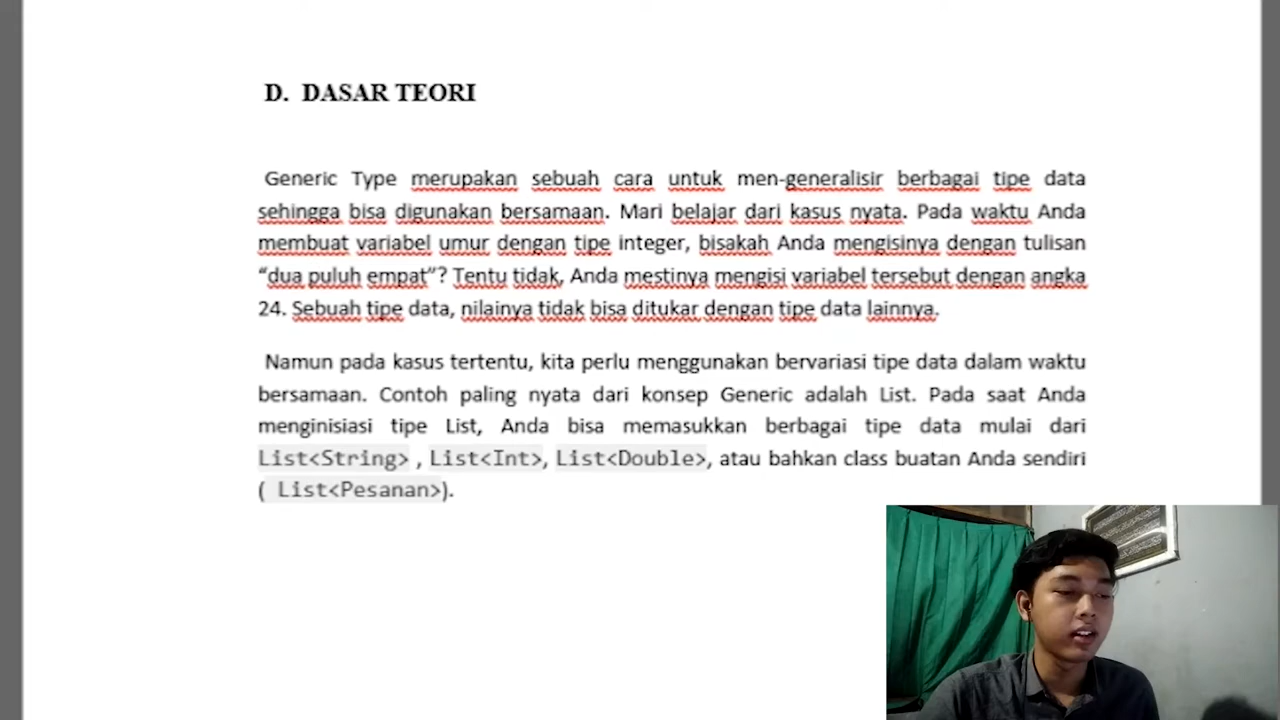 D. DASAR TEORI
Generic Type merupakan sebuah cara untuk men-generalisir berbagai tipe data
sehingga bisa digunakan bersamaan. Mari belajar dari kasus nyata. Pada waktu Anda
membuat variabel umur dengan tipe integer, bisakah Anda mengisinya dengan tulisan
“dua puluh empat”? Tentu tidak, Anda mestinya mengisi variabel tersebut dengan angka
24. Sebuah tipe data, nilainya tidak bisa ditukar dengan tipe data lainnya.
Namun pada kasus tertentu, kita perlu menggunakan bervariasi tipe data dalam waktu
bersamaan. Contoh paling nyata dari konsep Generic adalah List. Pada saat Anda
menginisiasi tipe List, Anda bisa memasukkan berbagai tipe data mulai dari
List<String> , List<Int>, List<Double>, atau bahkan class buatan Anda sendiri
( List<Pesanan>).